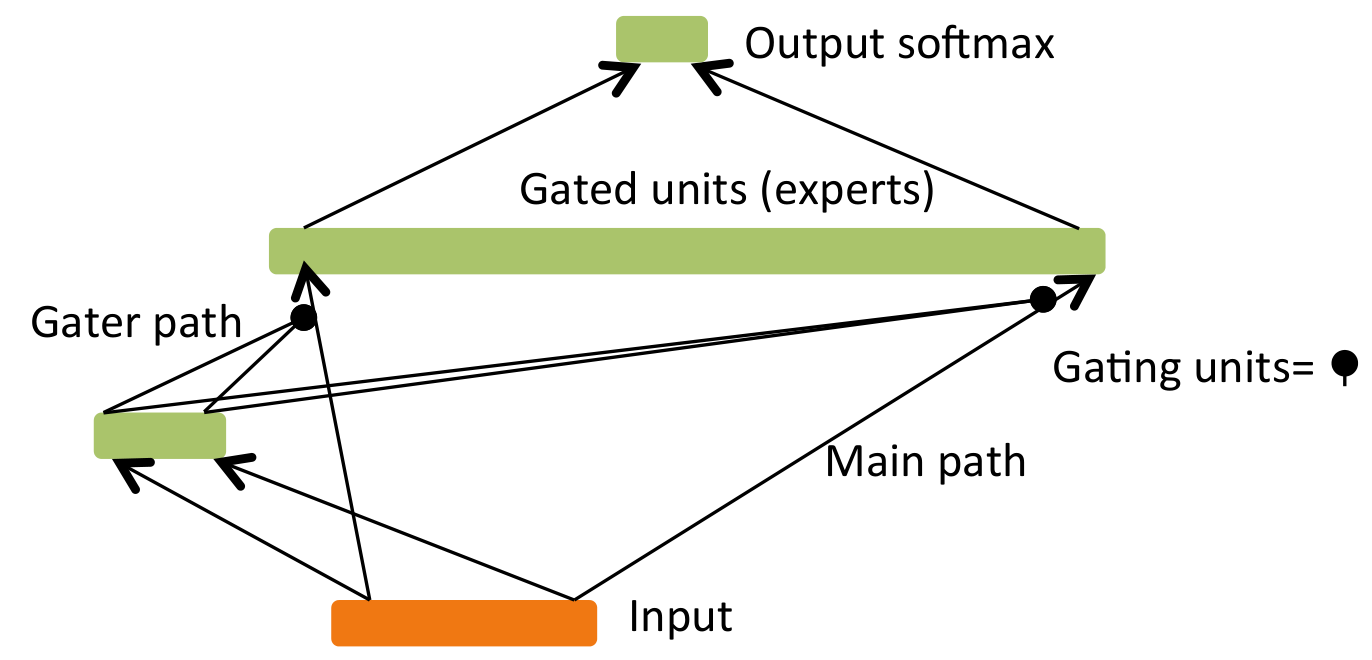 Output softmax
Gated units (experts)
Gater path
Gating units=
Main path
Input